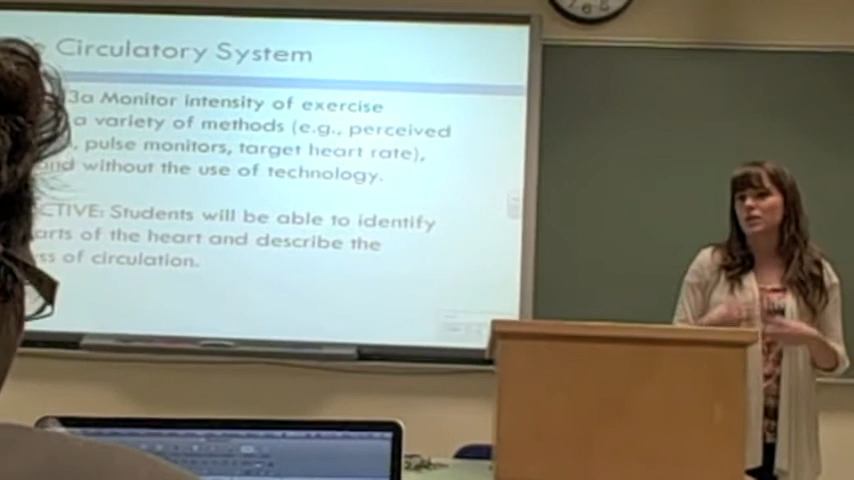 Circulatory System
3a Monitor intensity of exercise
a variety of methods (e.g., perceived
, pulse monitors, target heart rate),
and without the use of technology.
CTIVE: Students will be able to identify
arts of the heart and describe the
ss of circulation.